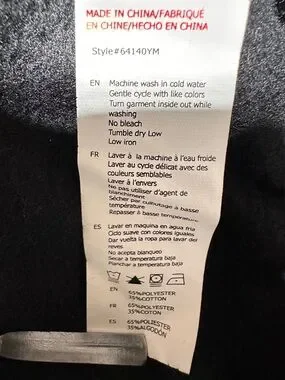 MADE IN CHINA/FABRIQUÉ
EN CHINE/HECHO EN CHINA
Style#64140YM
EN Machine wash in cold water
Gentle cycle with like colors
Turn garment inside out while
washing
No bleach
Tumble dry Low
Low iron
FR Laver à la machine à l'eau froide
Laver au cycle délicat avec des
couleurs semblables
Laver à l'envers
Ne pas utiliser d'agent de
blanchiment
Sécher par culbutage à basse
température
Repasser à basse température
ES Lavar en maquina en agua fria
Ciclo suave con colores iguales
Dar vuelta la ropa para lavar del
reves
No acepta blanqueo
Secar a temperatura baja
Planchar a temperatura baja
EN 65%POLYESTER
35%COTTON
FR 65%POLYESTER
35%COTON
ES 65%POLIESTER
35%ALGODÓN